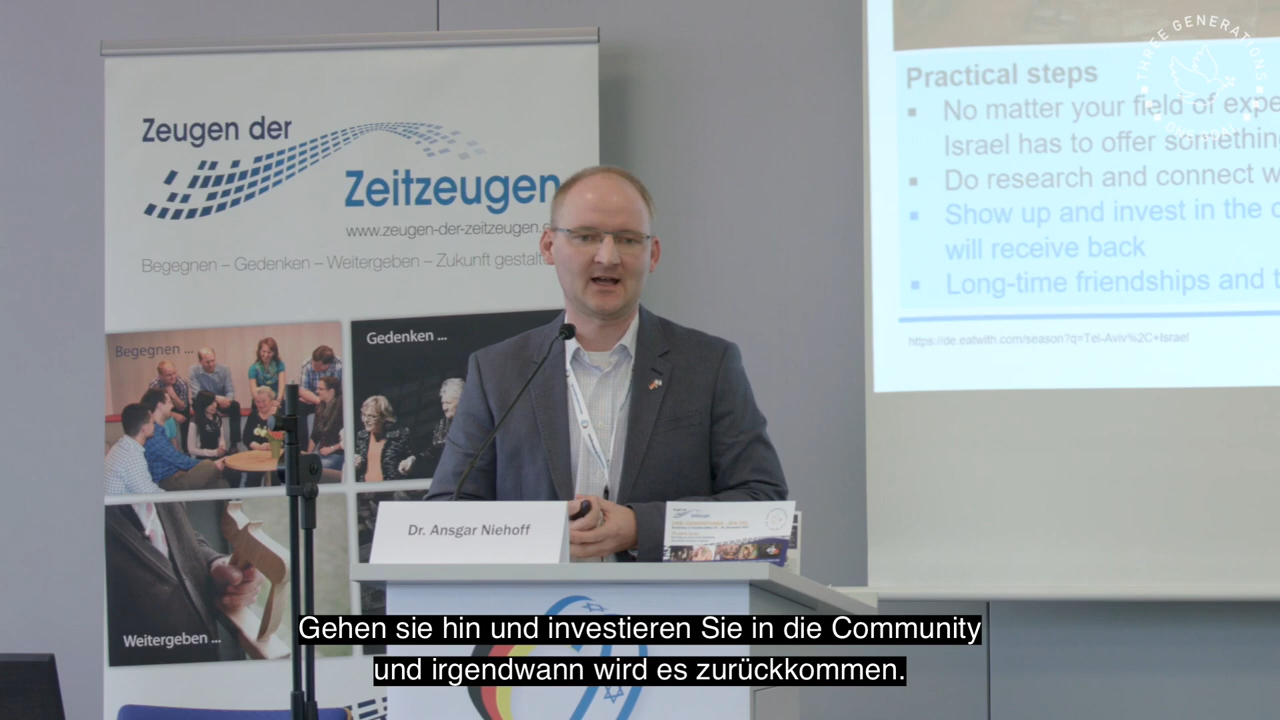 Zeugen der
Zeitzeugen
www.zeugen-der-zeitzeugen.
Begegnen – Gedenken – Weitergeben – Zukunft
Begegnen ...
Gedenken ...
Weitergeben ...
Dr. Ansgar Niehoff
THREE GENERATIONS
Practical steps
No matter your field of
Israel has to offer
Do research and connect
Show up and invest in the
will receive back
Long-time friendships and
https://de.eatwith.com/season?q=Tel-Aviv%2C+Israel
Gehen sie hin und investieren Sie in die Community
und irgendwann wird es zurückkommen.